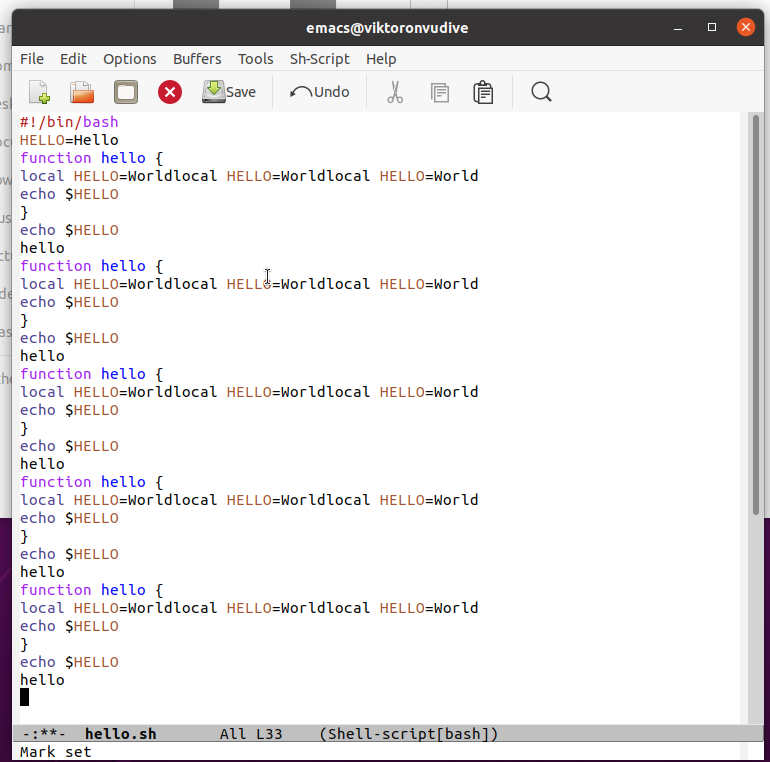 emacs@viktoronvudive
File Edit Options Buffers Tools Sh-Script Help
Save Undo
#!/bin/bash
HELLO=Hello
function hello {
local HELLO=Worldlocal HELLO=Worldlocal HELLO=World
echo $HELLO
}
echo $HELLO
hello
function hello {
local HELLO=Worldlocal HELLO=Worldlocal HELLO=World
echo $HELLO
}
echo $HELLO
hello
function hello {
local HELLO=Worldlocal HELLO=Worldlocal HELLO=World
echo $HELLO
}
echo $HELLO
hello
function hello {
local HELLO=Worldlocal HELLO=Worldlocal HELLO=World
echo $HELLO
}
echo $HELLO
hello
function hello {
local HELLO=Worldlocal HELLO=Worldlocal HELLO=World
echo $HELLO
}
echo $HELLO
hello
-:**- hello.sh All L33 (Shell-script[bash])
Mark set